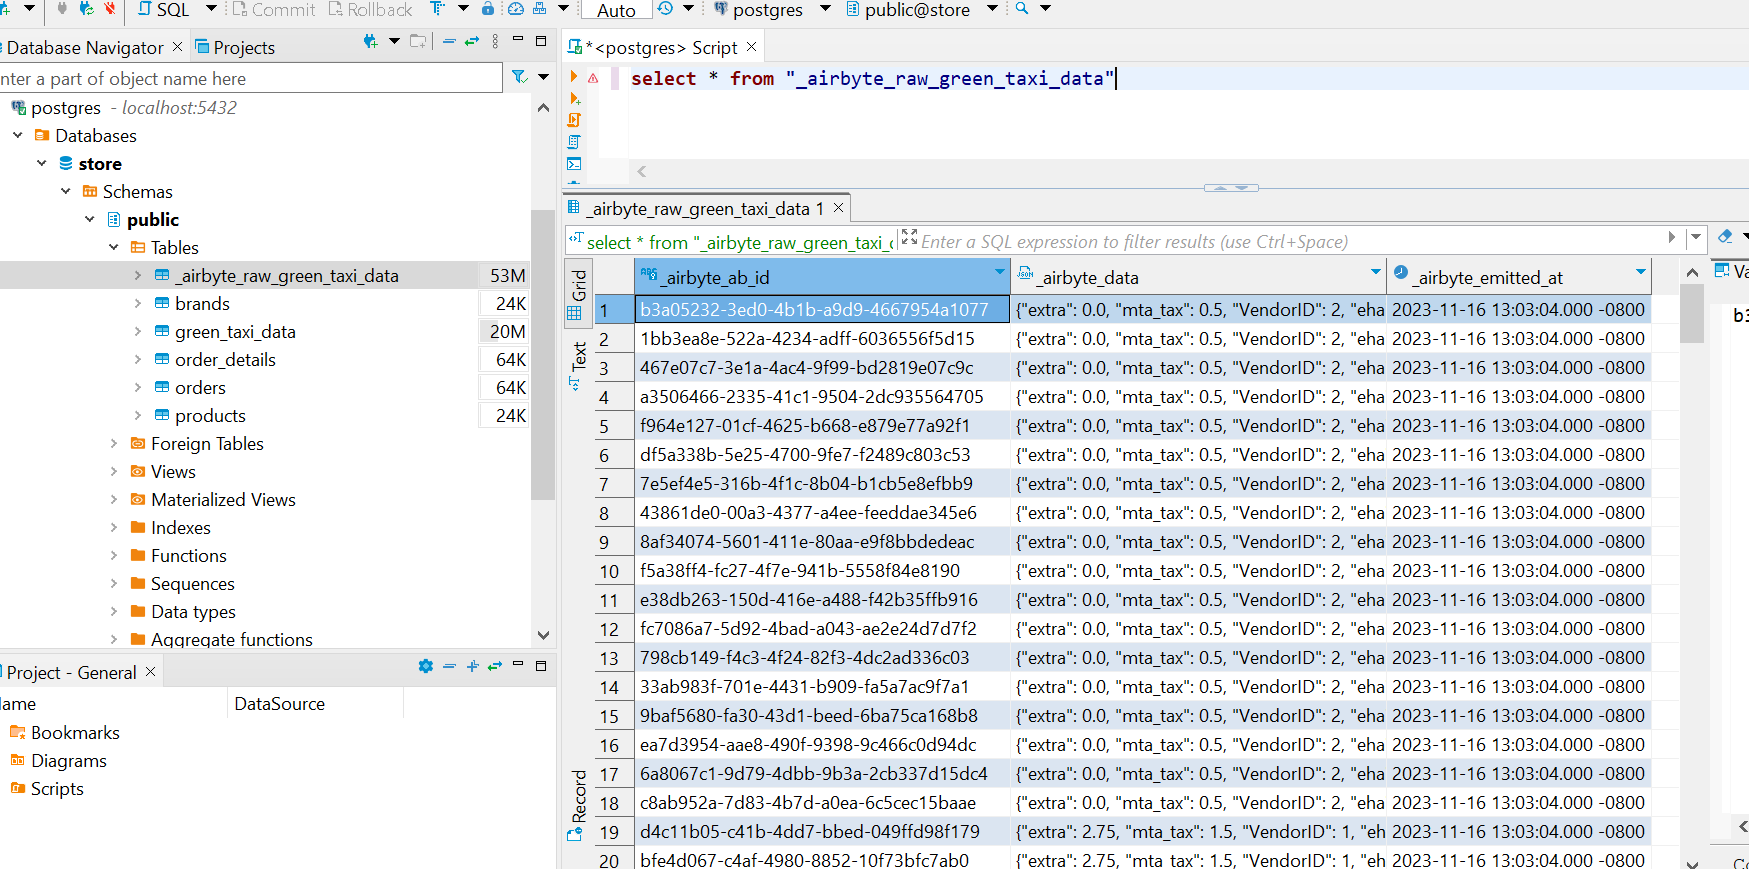 SQL Commit Rollback Auto postgres public@store
Database Navigator Projects
nter a part of object name here
postgres - localhost:5432
Databases
store
Schemas
public
Tables
_airbyte_raw_green_taxi_data 53M
brands 24K
green_taxi_data 20M
order_details 64K
orders 64K
products 24K
Foreign Tables
Views
Materialized Views
Indexes
Functions
Sequences
Data types
Aggregate functions
Project - General
ame DataSource
Bookmarks
Diagrams
Scripts
*<postgres> Script
select * from "_airbyte_raw_green_taxi_data"
_airbyte_raw_green_taxi_data 1
select * from "_airbyte_raw_green_taxi_c Enter a SQL expression to filter results (use Ctrl+Space)
Grid
Text
Record
_airbyte_ab_id _airbyte_data _airbyte_emitted_at
1 b3a05232-3ed0-4b1b-a9d9-4667954a1077 {"extra": 0.0, "mta_tax": 0.5, "VendorID": 2, "eha 2023-11-16 13:03:04.000 -0800
2 1bb3ea8e-522a-4234-adff-6036556f5d15 {"extra": 0.0, "mta_tax": 0.5, "VendorID": 2, "eha 2023-11-16 13:03:04.000 -0800
3 467e07c7-3e1a-4ac4-9f99-bd2819e07c9c {"extra": 0.0, "mta_tax": 0.5, "VendorID": 2, "eha 2023-11-16 13:03:04.000 -0800
4 a3506466-2335-41c1-9504-2dc935564705 {"extra": 0.0, "mta_tax": 0.5, "VendorID": 2, "eha 2023-11-16 13:03:04.000 -0800
5 f964e127-01cf-4625-b668-e879e77a92f1 {"extra": 0.0, "mta_tax": 0.5, "VendorID": 2, "eha 2023-11-16 13:03:04.000 -0800
6 df5a338b-5e25-4700-9fe7-f2489c803c53 {"extra": 0.0, "mta_tax": 0.5, "VendorID": 2, "eha 2023-11-16 13:03:04.000 -0800
7 7e5ef4e5-316b-4f1c-8b04-b1cb5e8efbb9 {"extra": 0.0, "mta_tax": 0.5, "VendorID": 2, "eha 2023-11-16 13:03:04.000 -0800
8 43861de0-00a3-4377-a4ee-feeddae345e6 {"extra": 0.0, "mta_tax": 0.5, "VendorID": 2, "eha 2023-11-16 13:03:04.000 -0800
9 8af34074-5601-411e-80aa-e9f8bbdedeac {"extra": 0.0, "mta_tax": 0.5, "VendorID": 2, "eha 2023-11-16 13:03:04.000 -0800
10 f5a38ff4-fc27-4f7e-941b-5558f84e8190 {"extra": 0.0, "mta_tax": 0.5, "VendorID": 2, "eha 2023-11-16 13:03:04.000 -0800
11 e38db263-150d-416e-a488-f42b35ffb916 {"extra": 0.0, "mta_tax": 0.5, "VendorID": 2, "eha 2023-11-16 13:03:04.000 -0800
12 fc7086a7-5d92-4bad-a043-ae2e24d7d7f2 {"extra": 0.0, "mta_tax": 0.5, "VendorID": 2, "eha 2023-11-16 13:03:04.000 -0800
13 798cb149-f4c3-4f24-82f3-4dc2ad336c03 {"extra": 0.0, "mta_tax": 0.5, "VendorID": 2, "eha 2023-11-16 13:03:04.000 -0800
14 33ab983f-701e-4431-b909-fa5a7ac9f7a1 {"extra": 0.0, "mta_tax": 0.5, "VendorID": 2, "eha 2023-11-16 13:03:04.000 -0800
15 9baf5680-fa30-43d1-beed-6ba75ca168b8 {"extra": 0.0, "mta_tax": 0.5, "VendorID": 2, "eha 2023-11-16 13:03:04.000 -0800
16 ea7d3954-aae8-490f-9398-9c466c0d94dc {"extra": 0.0, "mta_tax": 0.5, "VendorID": 2, "eha 2023-11-16 13:03:04.000 -0800
17 6a8067c1-9d79-4dbb-9b3a-2cb337d15dc4 {"extra": 0.0, "mta_tax": 0.5, "VendorID": 2, "eha 2023-11-16 13:03:04.000 -0800
18 c8ab952a-7d83-4b7d-a0ea-6c5cec15baae {"extra": 0.0, "mta_tax": 0.5, "VendorID": 2, "eha 2023-11-16 13:03:04.000 -0800
19 d4c11b05-c41b-4dd7-bbed-049ffd98f179 {"extra": 2.75, "mta_tax": 1.5, "VendorID": 1, "eh 2023-11-16 13:03:04.000 -0800
20 bfe4d067-c4af-4980-8852-10f73bfc7ab0 {"extra": 2.75, "mta_tax": 1.5, "VendorID": 1, "eh 2023-11-16 13:03:04.000 -0800